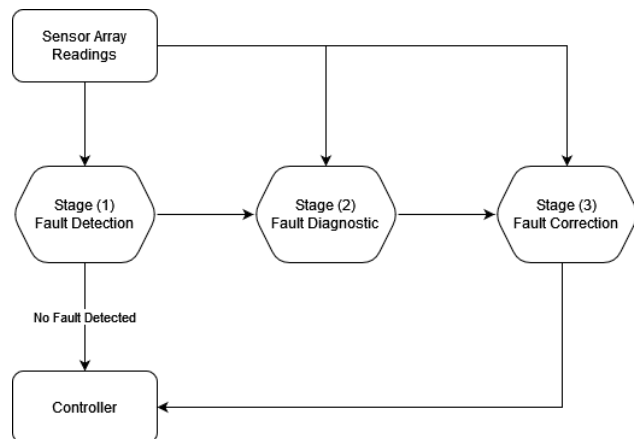 Sensor Array
Readings
Stage (1)
Fault Detection
Stage (2)
Fault Diagnostic
Stage (3)
Fault Correction
No Fault Detected
Controller